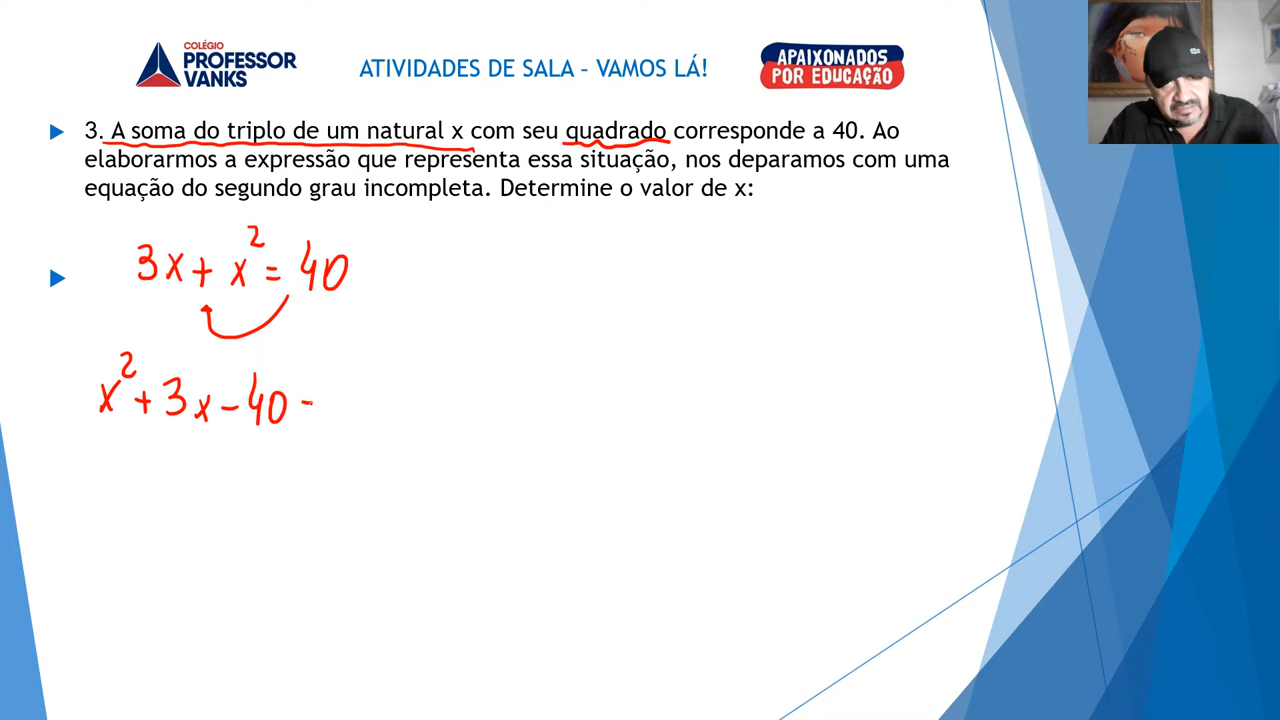 COLÉGIO
PROFESSOR
VANKS
ATIVIDADES DE SALA – VAMOS LÁ!
APAIXONADOS
POR EDUCAÇÃO
3. A soma do triplo de um natural x com seu quadrado corresponde a 40. Ao
elaborarmos a expressão que representa essa situação, nos deparamos com uma
equação do segundo grau incompleta. Determine o valor de x:
3x + x² = 40
x² + 3x - 40 -